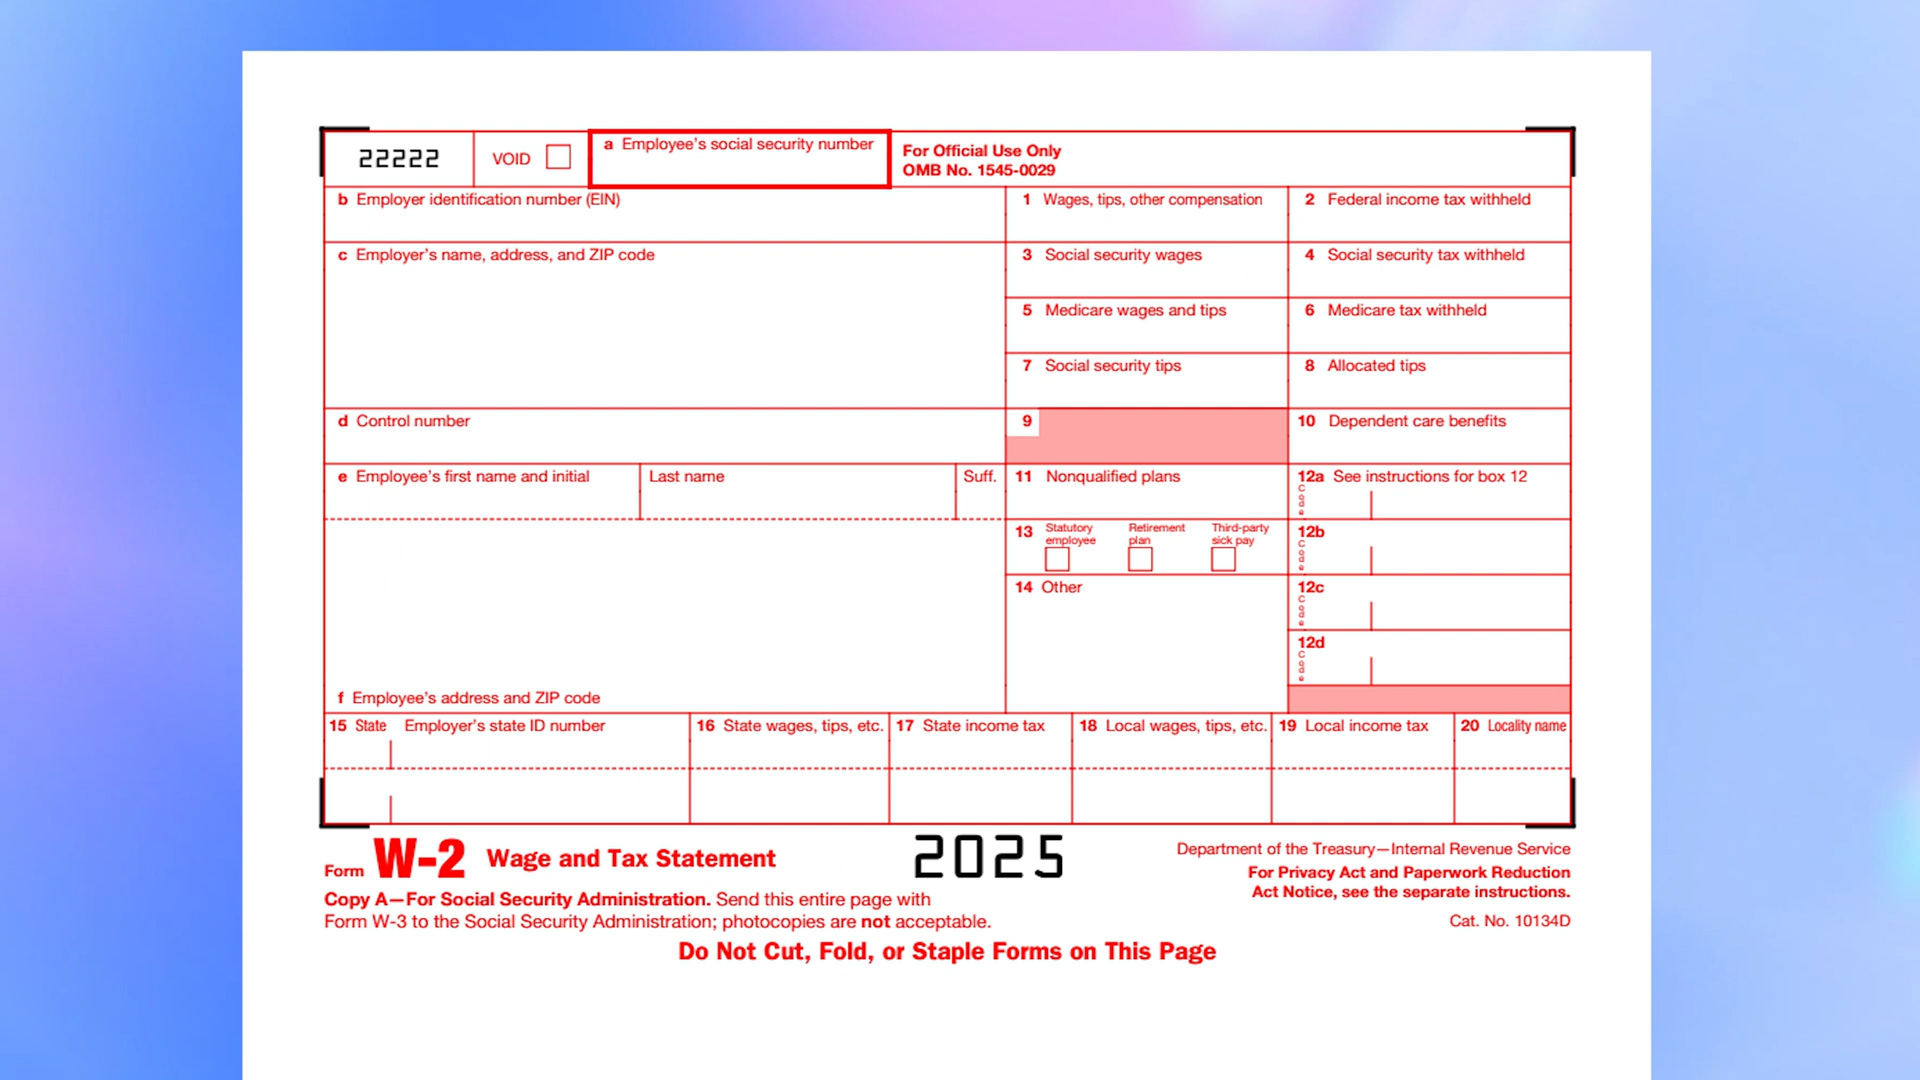 22222
VOID
a Employee's social security number
For Official Use Only
OMB No. 1545-0029
b Employer identification number (EIN)
1 Wages, tips, other compensation
2 Federal income tax withheld
c Employer's name, address, and ZIP code
3 Social security wages
4 Social security tax withheld
5 Medicare wages and tips
6 Medicare tax withheld
7 Social security tips
8 Allocated tips
d Control number
9
10 Dependent care benefits
e Employee's first name and initial
Last name
Suff.
11 Nonqualified plans
12a See instructions for box 12
Code
13 Statutory employee
Retirement plan
Third-party sick pay
12b
Code
14 Other
12c
Code
12d
Code
f Employee's address and ZIP code
15 State
Employer's state ID number
16 State wages, tips, etc.
17 State income tax
18 Local wages, tips, etc.
19 Local income tax
20 Locality name
Form W-2 Wage and Tax Statement
2025
Department of the Treasury—Internal Revenue Service
For Privacy Act and Paperwork Reduction
Act Notice, see the separate instructions.
Copy A—For Social Security Administration. Send this entire page with
Form W-3 to the Social Security Administration; photocopies are not acceptable.
Cat. No. 10134D
Do Not Cut, Fold, or Staple Forms on This Page